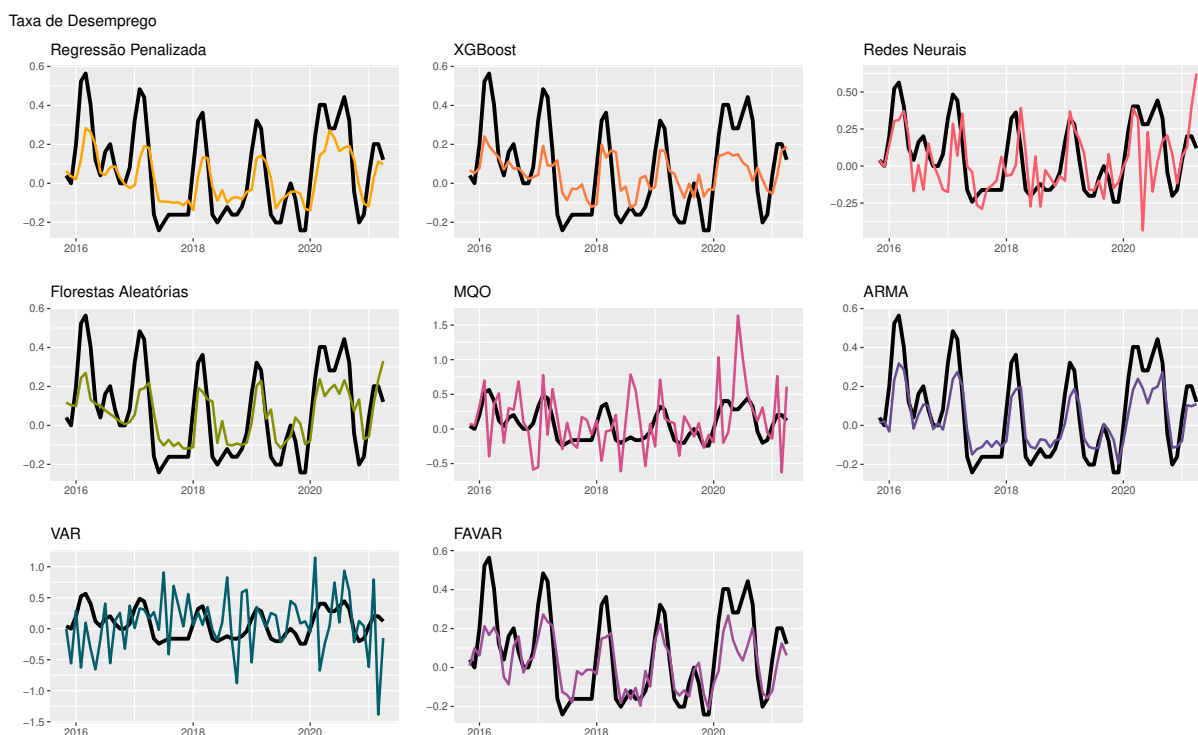 Taxa de Desemprego
Regressão Penalizada
0.6
0.4
0.2
0.0
−0.2
2016 2018 2020
XGBoost
0.6
0.4
0.2
0.0
−0.2
2016 2018 2020
Redes Neurais
0.50
0.25
0.00
−0.25
2016 2018 2020
Florestas Aleatórias
0.6
0.4
0.2
0.0
−0.2
2016 2018 2020
MQO
1.5
1.0
0.5
0.0
−0.5
2016 2018 2020
ARMA
0.6
0.4
0.2
0.0
−0.2
2016 2018 2020
VAR
1.0
0.5
0.0
−0.5
−1.0
−1.5
2016 2018 2020
FAVAR
0.6
0.4
0.2
0.0
−0.2
2016 2018 2020